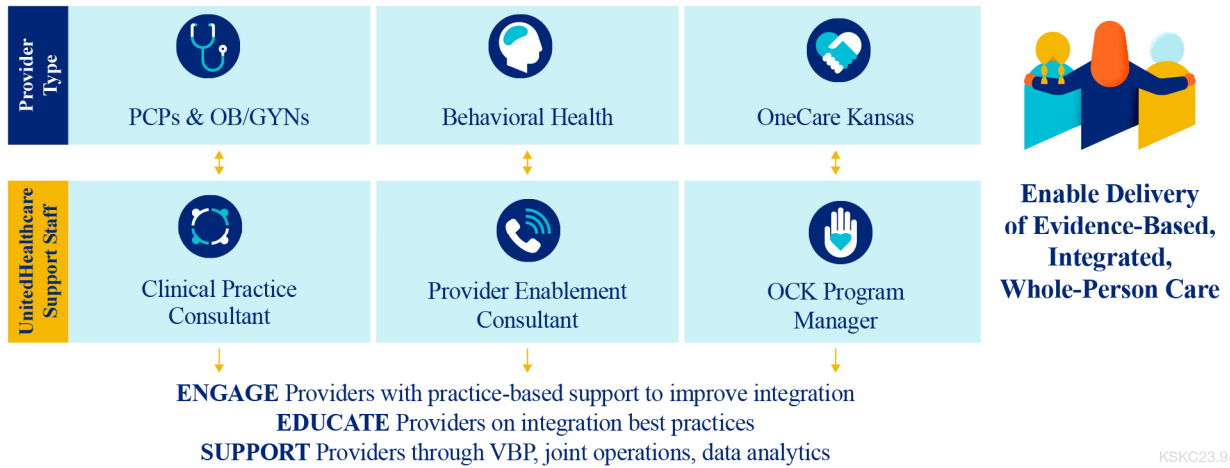 Provider
Type
PCPs & OB/GYNs
Behavioral Health
OneCare Kansas
UnitedHealthcare
Support Staff
Clinical Practice
Consultant
Provider Enablement
Consultant
OCK Program
Manager
Enable Delivery
of Evidence-Based,
Integrated,
Whole-Person Care
ENGAGE Providers with practice-based support to improve integration
EDUCATE Providers on integration best practices
SUPPORT Providers through VBP, joint operations, data analytics